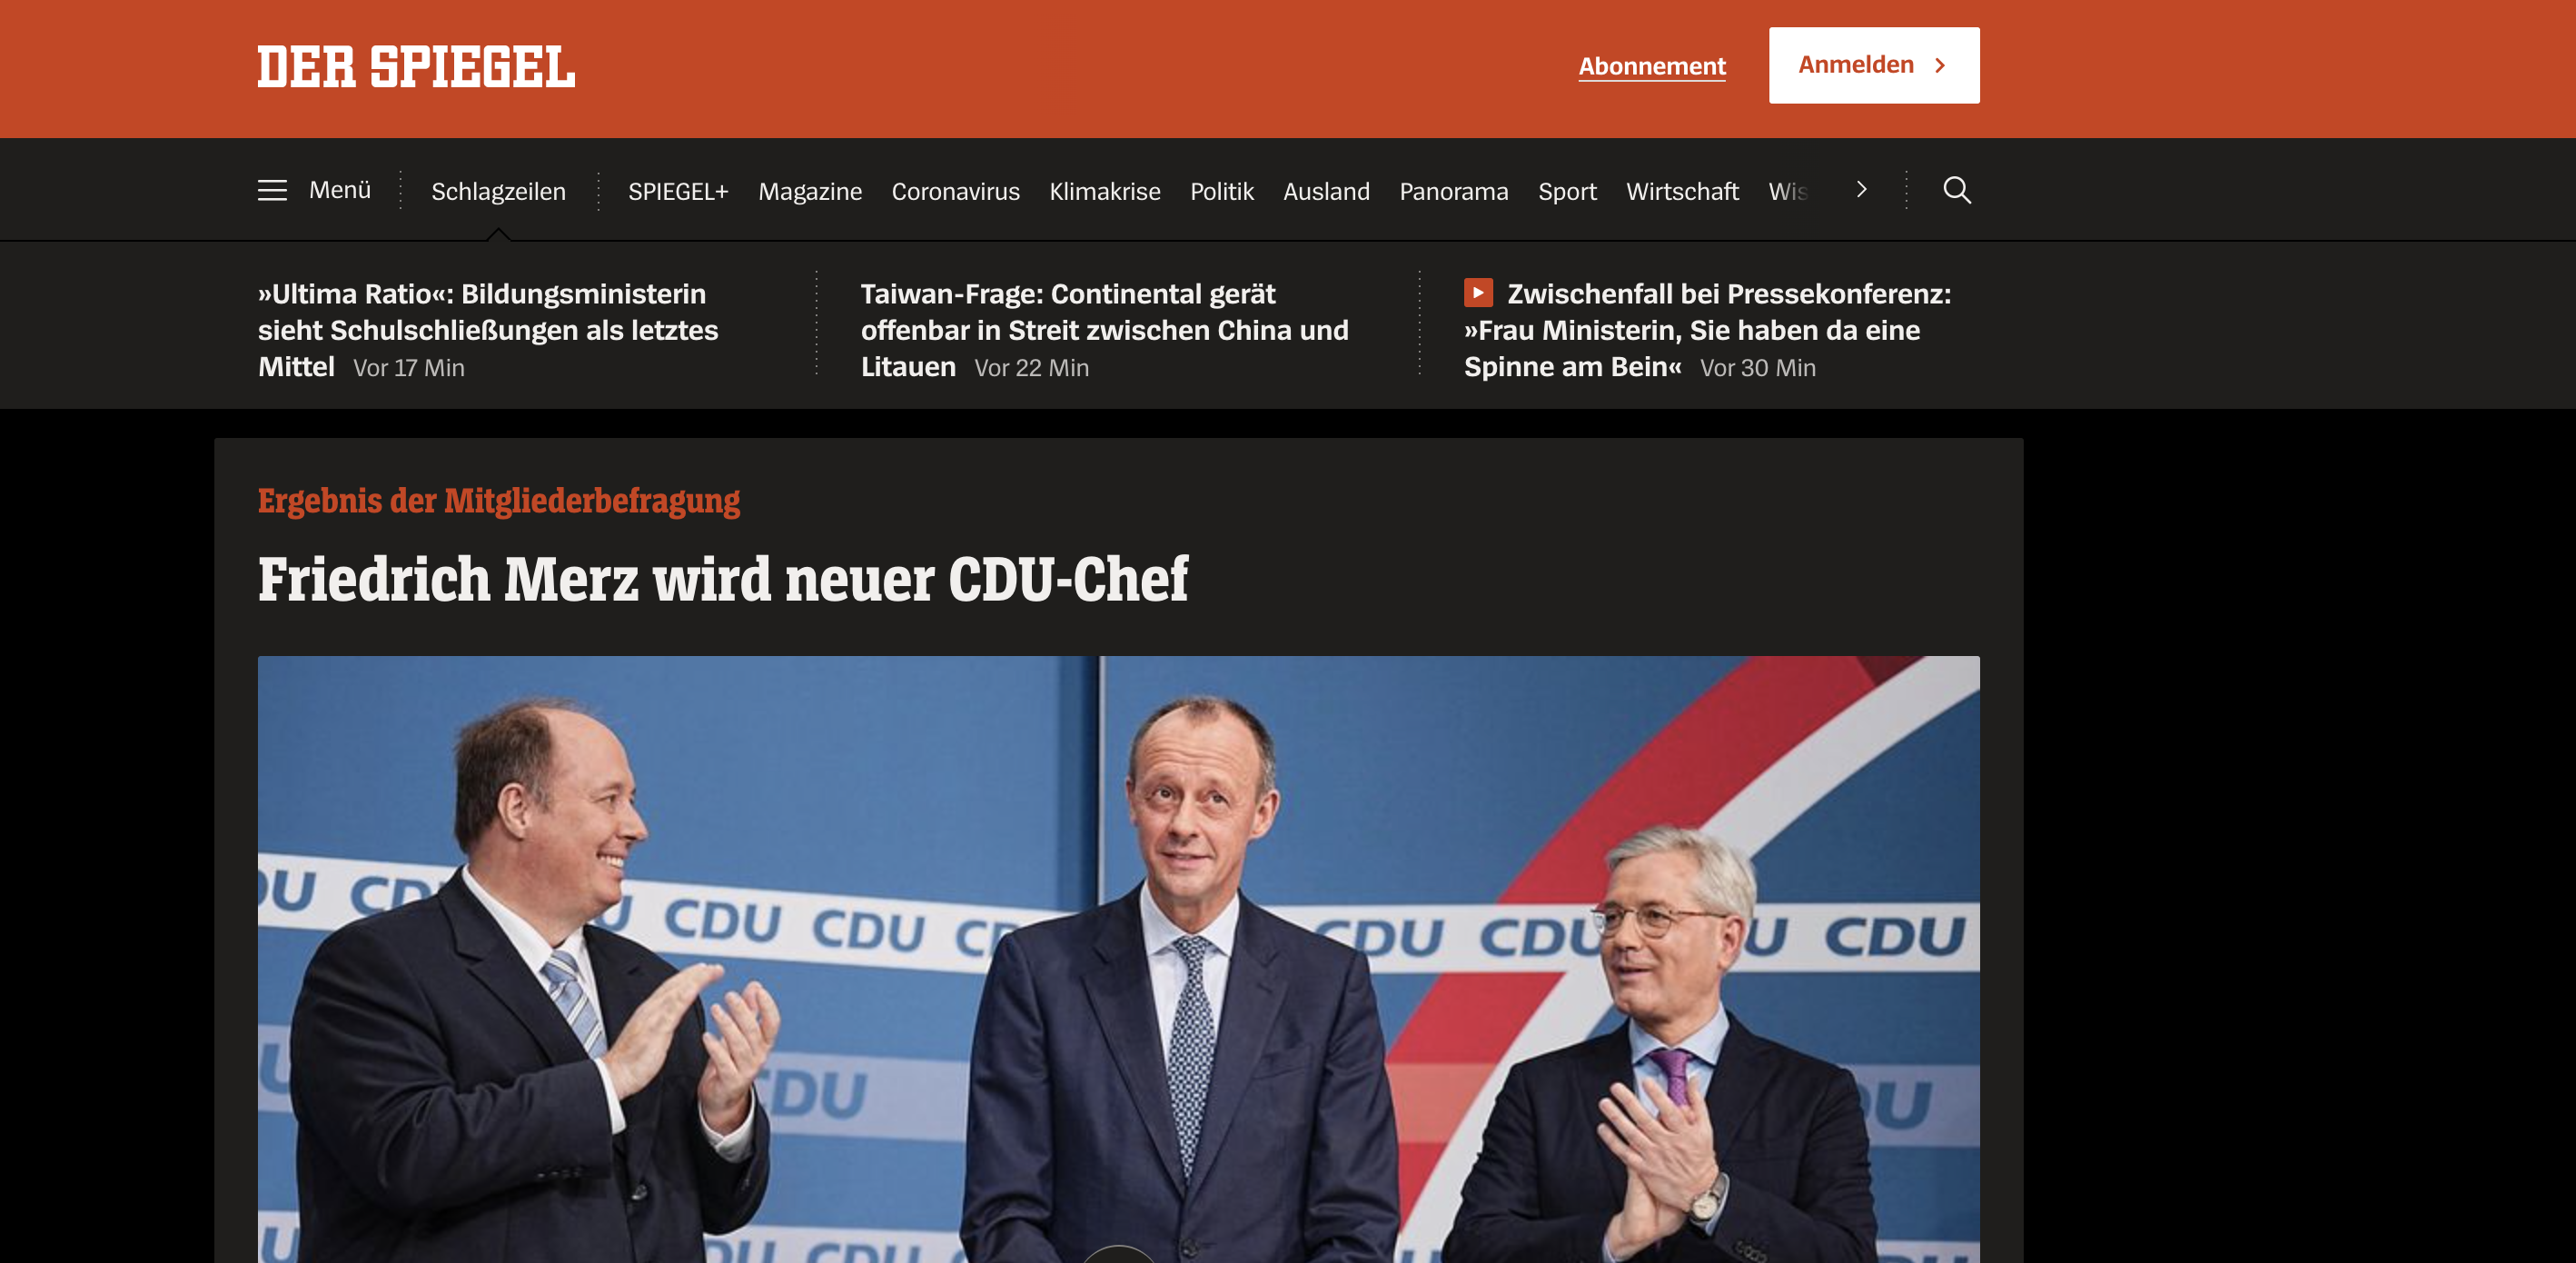 DER SPIEGEL
Abonnement
Anmelden
Menü
Schlagzeilen
SPIEGEL+ Magazine Coronavirus Klimakrise Politik Ausland Panorama Sport Wirtschaft
»Ultima Ratio«: Bildungsministerin
sieht Schulschließungen als letztes
Mittel Vor 17 Min
Taiwan-Frage: Continental gerät
offenbar in Streit zwischen China und
Litauen Vor 22 Min
Zwischenfall bei Pressekonferenz:
»Frau Ministerin, Sie haben da eine
Spinne am Bein« Vor 30 Min
Ergebnis der Mitgliederbefragung
Friedrich Merz wird neuer CDU-Chef
CDU CDU CDU CDU CDU
CDU
CDU